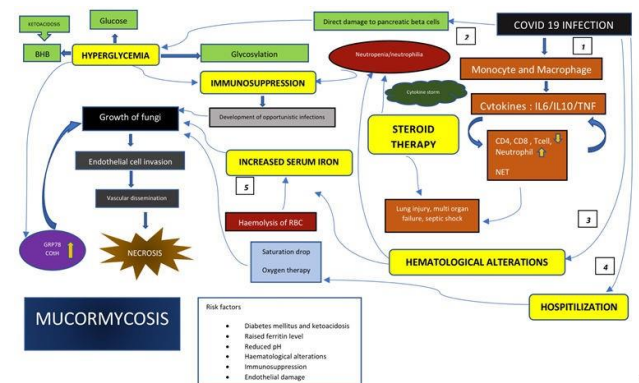 KETOACIDOSIS
Glucose
Direct damage to pancreatic beta cells
COVID 19 INFECTION
2
1
BHB
HYPERGLYCEMIA
Glycosylation
Neutropenia/neutrophilia
Monocyte and Macrophage
IMMUNOSUPPRESSION
Cytokine storm
Cytokines : IL6/IL10/TNF
Growth of fungi
Development of opportunistic infections
STEROID
THERAPY
CD4, CD8 , Tcell,
Neutrophil
NET
Endothelial cell invasion
INCREASED SERUM IRON
5
Vascular dissemination
Haemolysis of RBC
Lung injury, multi organ
failure, septic shock
3
GRP78
COtH
NECROSIS
Saturation drop
Oxygen therapy
HEMATOLOGICAL ALTERATIONS
4
HOSPITILIZATION
MUCORMYCOSIS
Risk factors
• Diabetes mellitus and ketoacidosis
• Raised ferritin level
• Reduced pH
• Haematological alterations
• Immunosuppression
• Endothelial damage